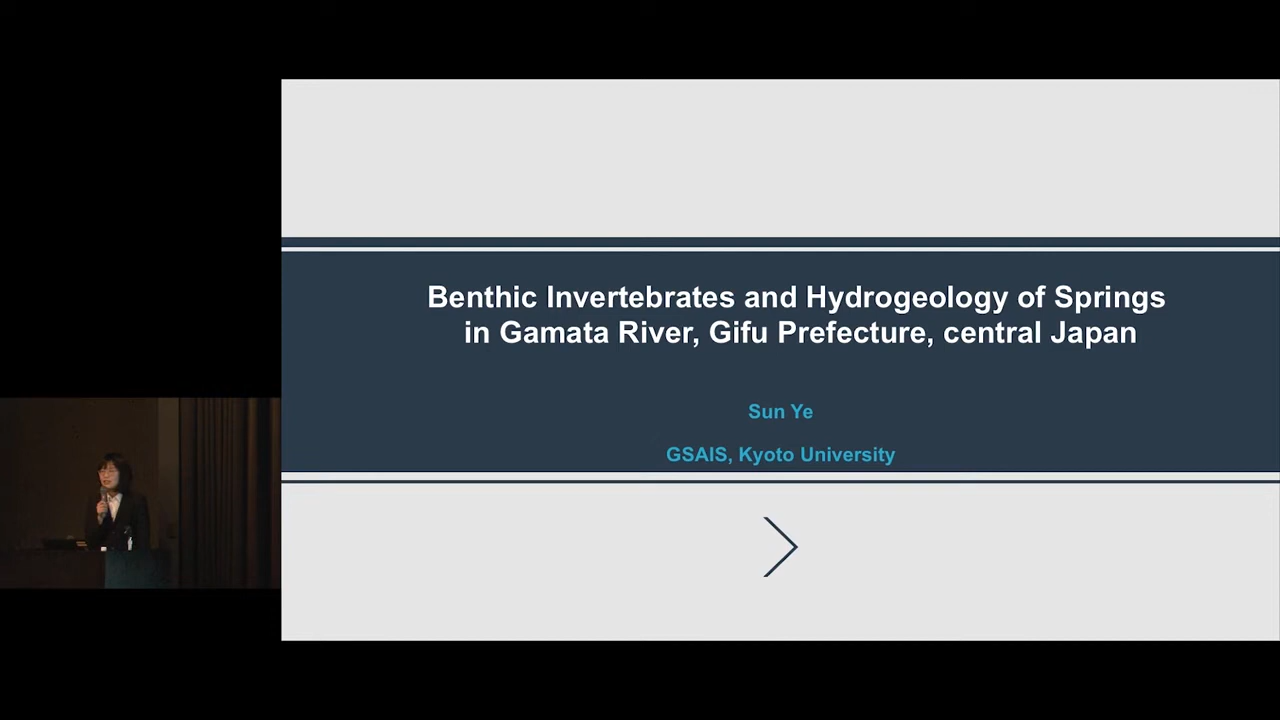 Benthic Invertebrates and Hydrogeology of Springs
in Gamata River, Gifu Prefecture, central Japan
Sun Ye
GSAIS, Kyoto University